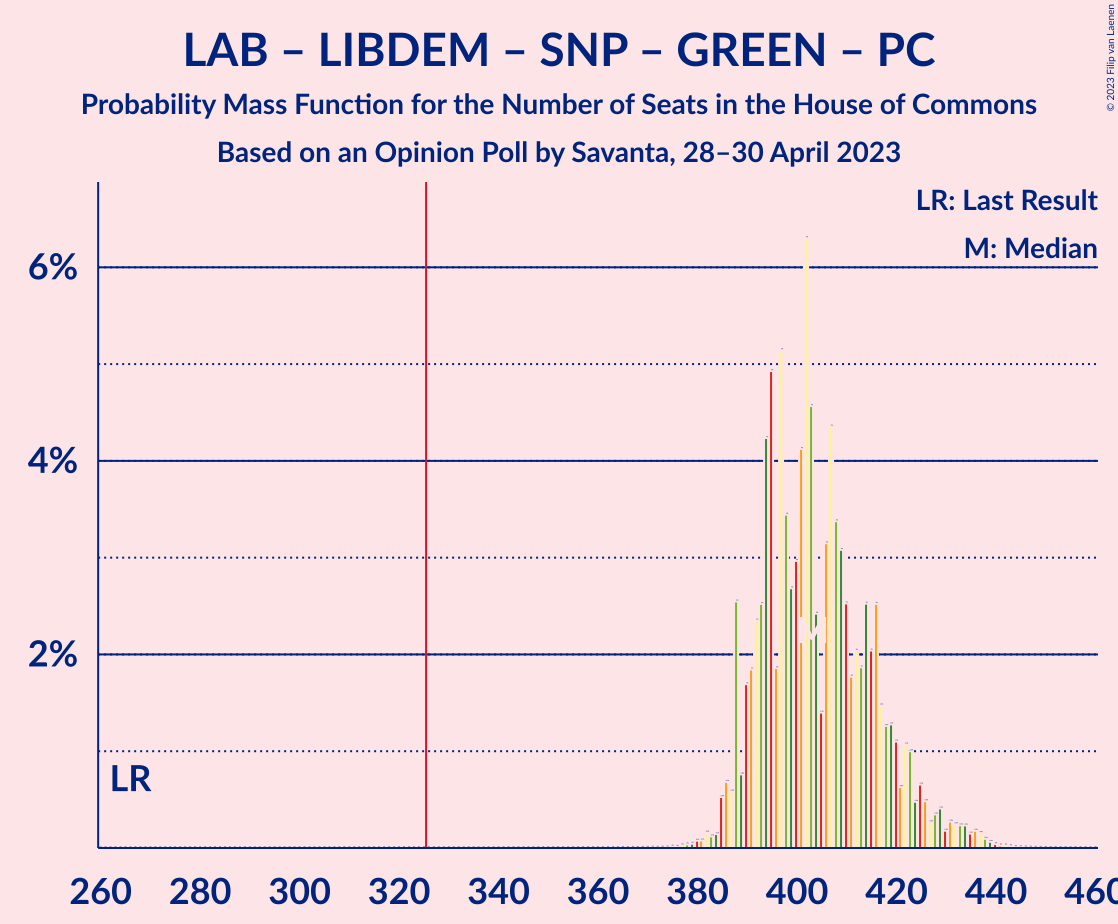 LAB – LIBDEM – SNP – GREEN – PC
Probability Mass Function for the Number of Seats in the House of Commons
Based on an Opinion Poll by Savanta, 28–30 April 2023
© 2023 Filip van Laenen
LR: Last Result
M: Median
6%
4%
2%
LR
M
260 280 300 320 340 360 380 400 420 440 460